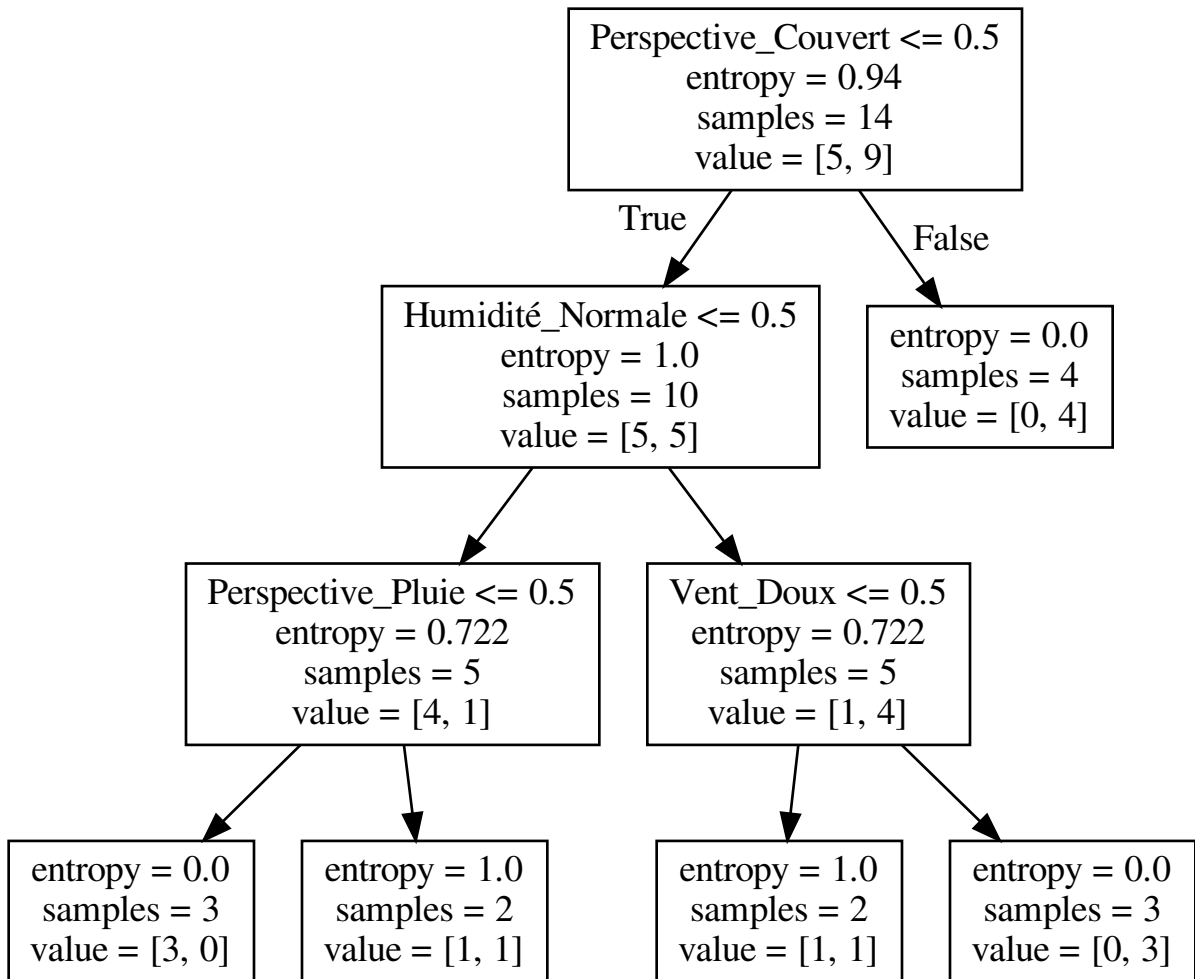 Perspective_Couvert <= 0.5
entropy = 0.94
samples = 14
value = [5, 9]
True
False
Humidité_Normale <= 0.5
entropy = 1.0
samples = 10
value = [5, 5]
entropy = 0.0
samples = 4
value = [0, 4]
Perspective_Pluie <= 0.5
entropy = 0.722
samples = 5
value = [4, 1]
Vent_Doux <= 0.5
entropy = 0.722
samples = 5
value = [1, 4]
entropy = 0.0
samples = 3
value = [3, 0]
entropy = 1.0
samples = 2
value = [1, 1]
entropy = 1.0
samples = 2
value = [1, 1]
entropy = 0.0
samples = 3
value = [0, 3]